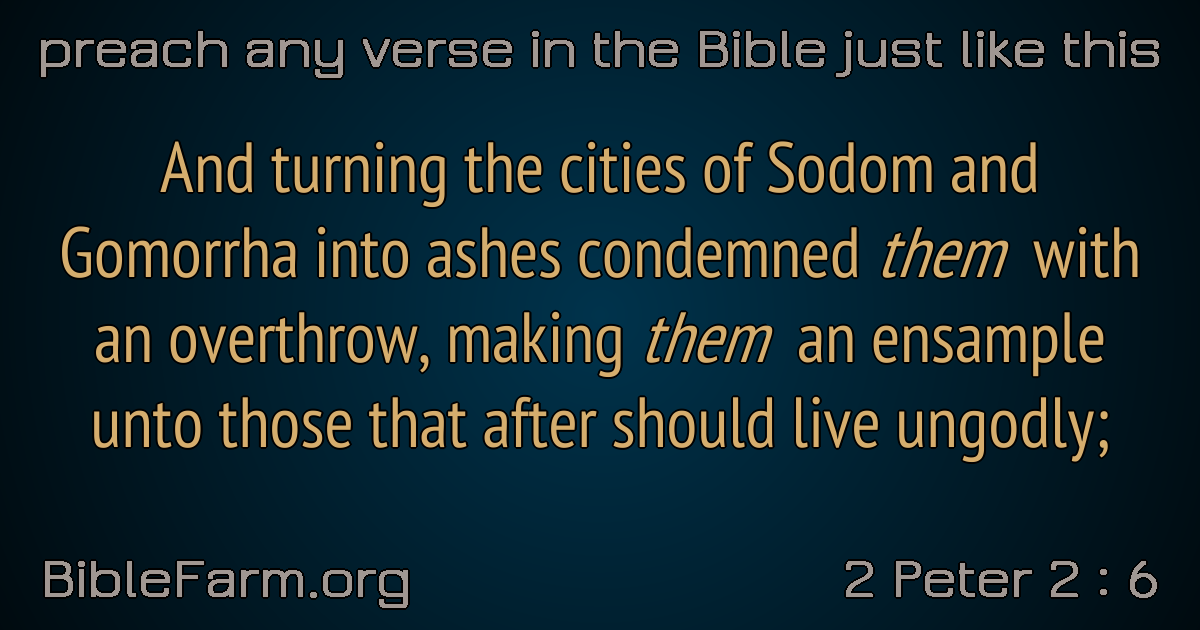 preach any verse in the Bible just like this
And turning the cities of Sodom and
Gomorrha into ashes condemned them with
an overthrow, making them an ensample
unto those that after should live ungodly;
BibleFarm.org
2 Peter 2 : 6